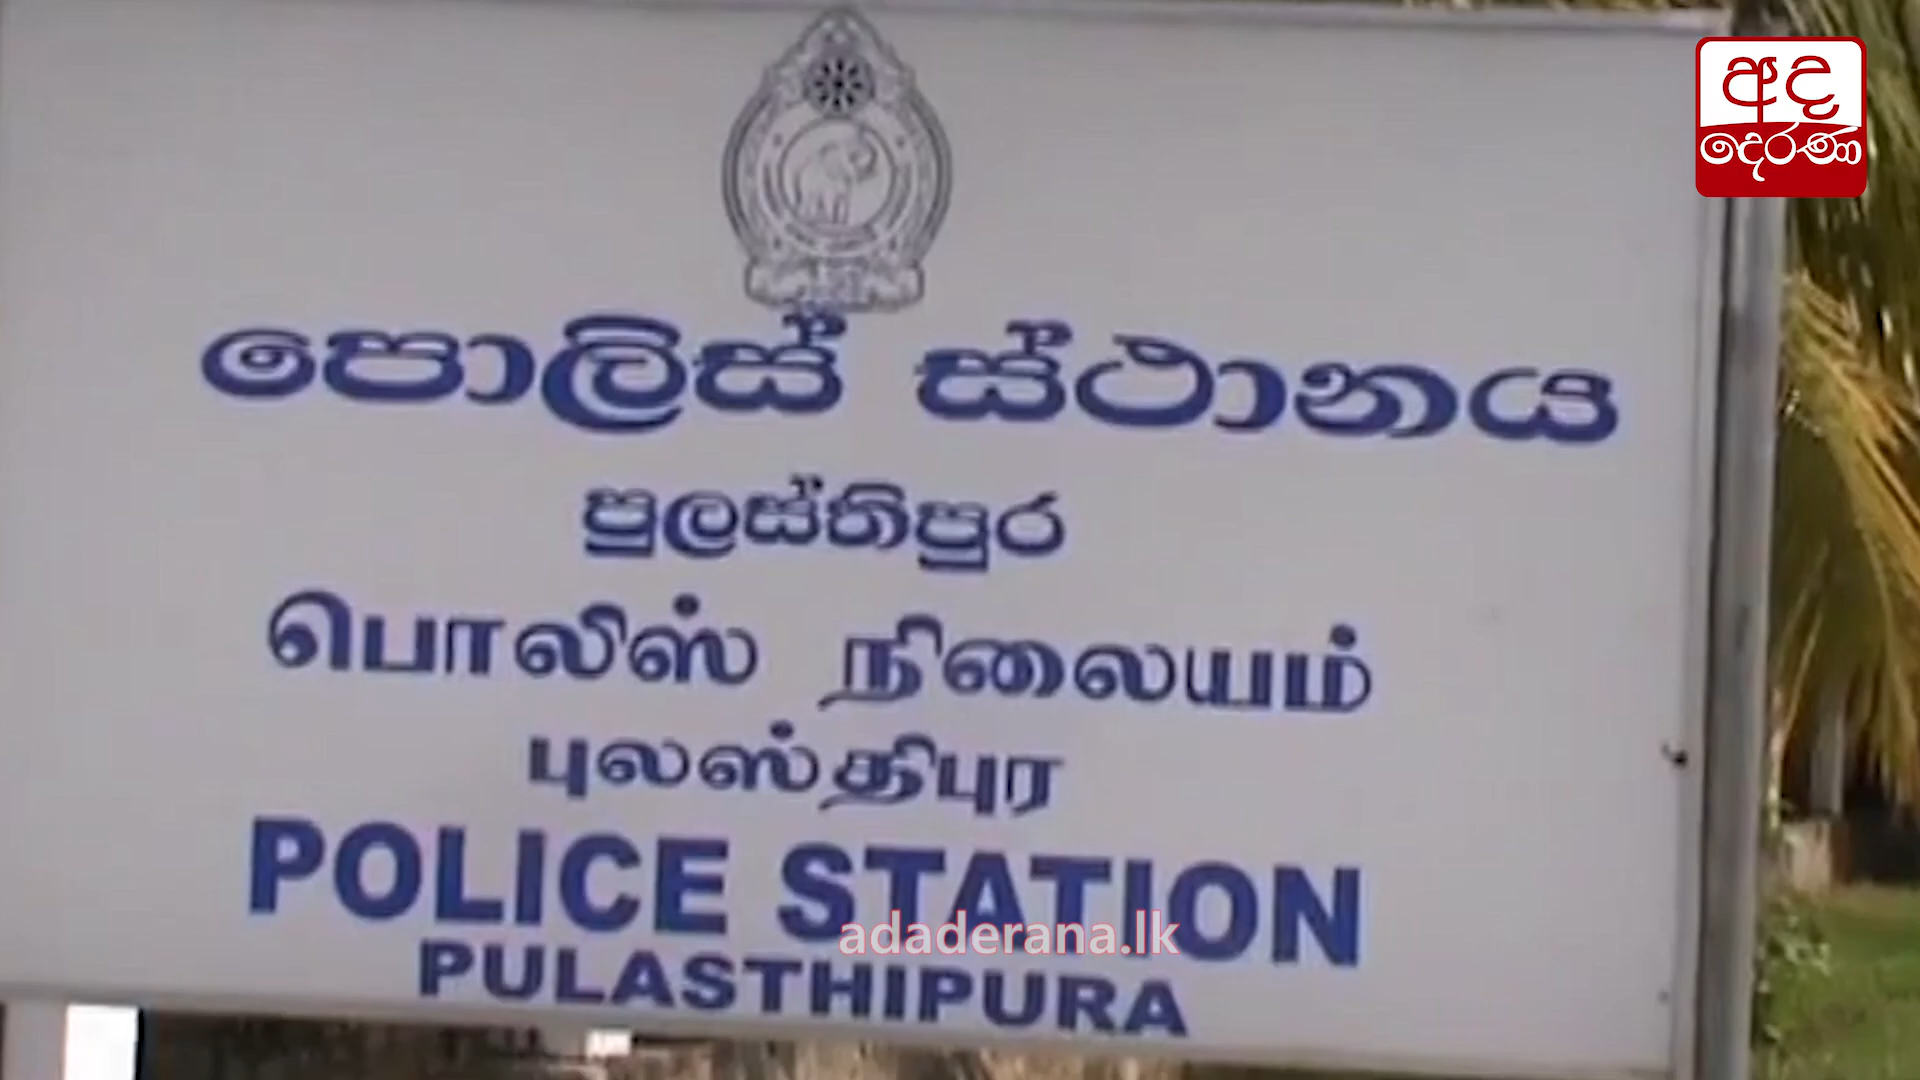 අද
දෙරණ
පොලිස් ස්ථානය
පුලස්තිපුර
பொலிஸ் நிலையம்
புலஸ்திபுர
POLICE STATION
adaderana.lk
PULASTHIPURA